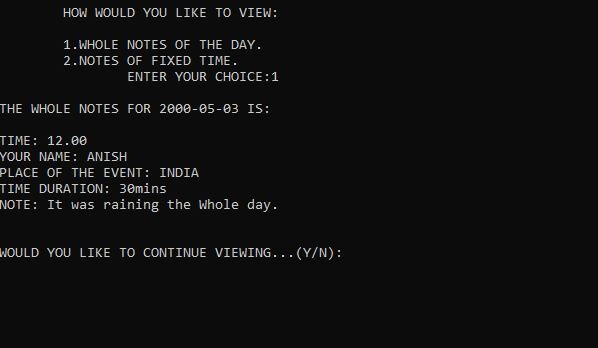 HOW WOULD YOU LIKE TO VIEW:
1.WHOLE NOTES OF THE DAY.
2.NOTES OF FIXED TIME.
ENTER YOUR CHOICE:1
THE WHOLE NOTES FOR 2000-05-03 IS:
TIME: 12.00
YOUR NAME: ANISH
PLACE OF THE EVENT: INDIA
TIME DURATION: 30mins
NOTE: It was raining the Whole day.
WOULD YOU LIKE TO CONTINUE VIEWING...(Y/N):